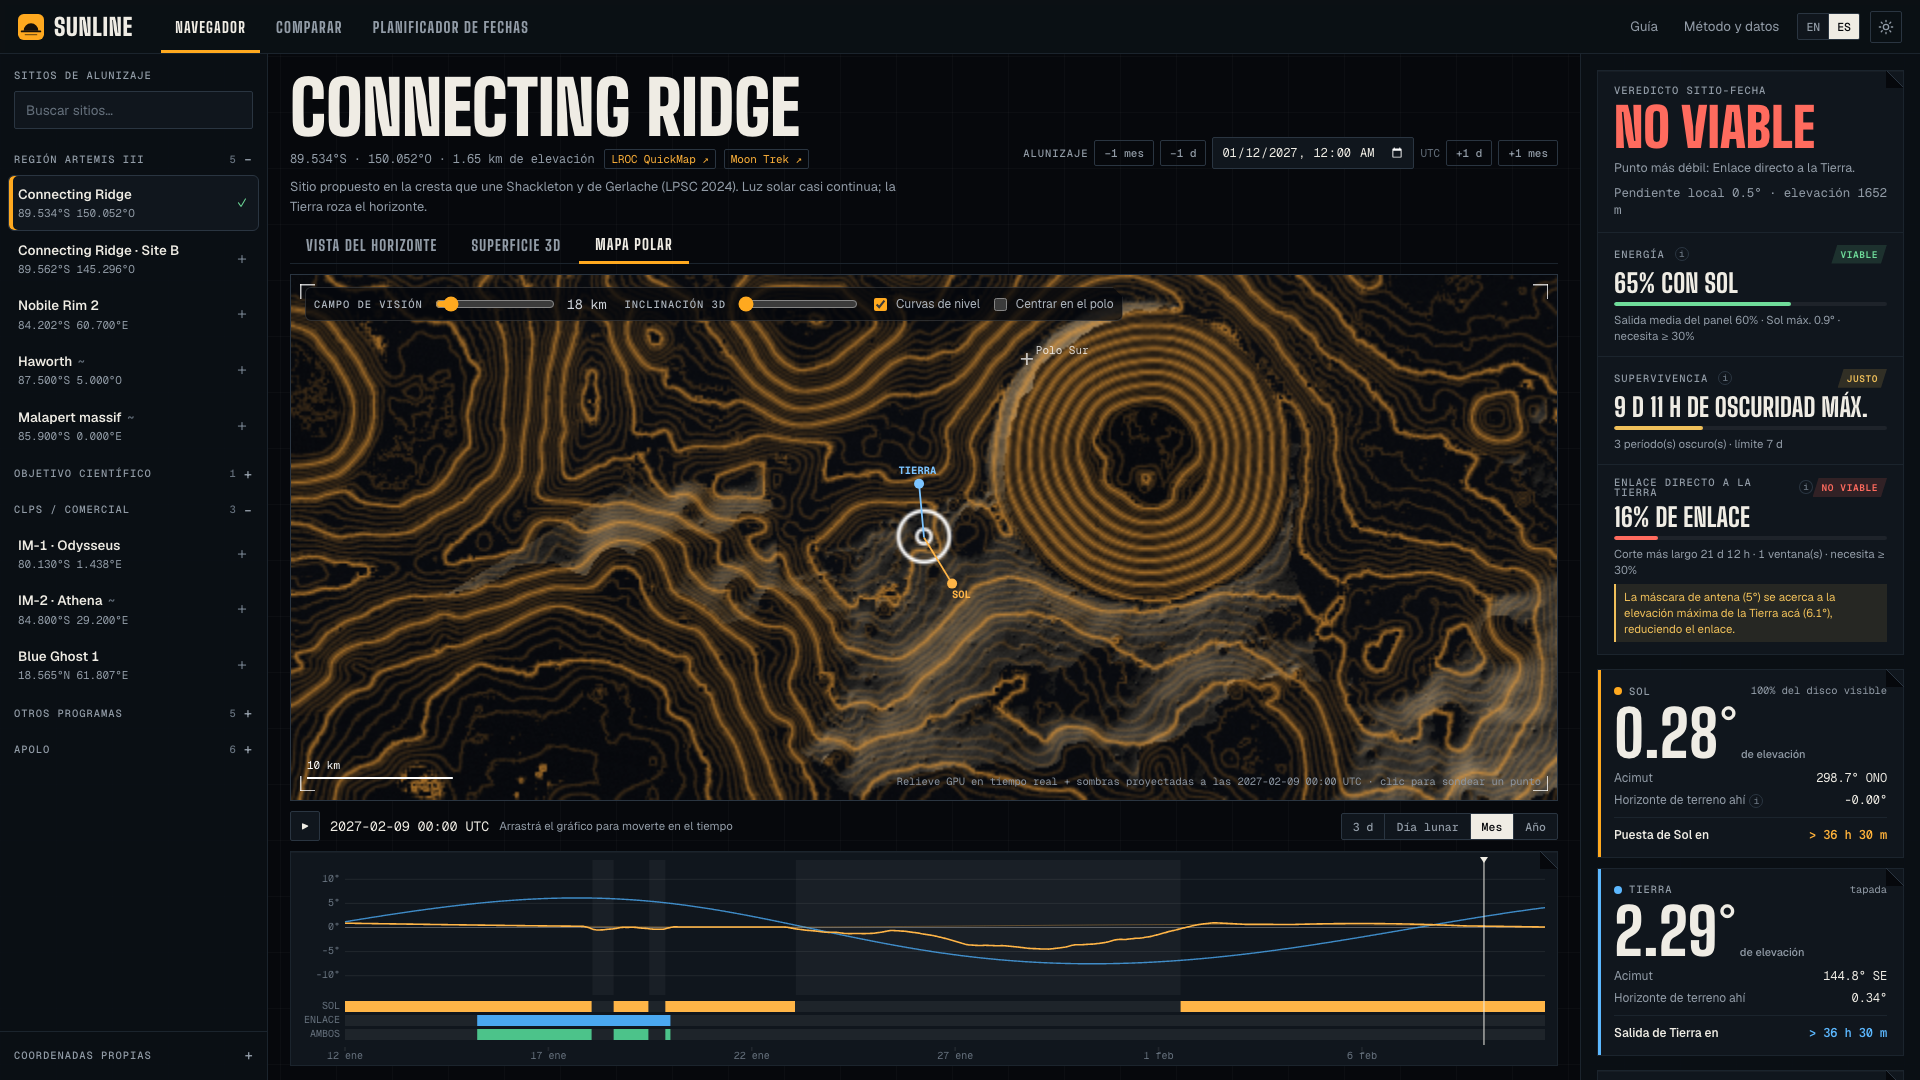 SUNLINE
NAVEGADOR
COMPARAR
PLANIFICADOR DE FECHAS
Guía
Método y datos
EN
ES
SITIOS DE ALUNIZAJE
Buscar sitios…
REGIÓN ARTEMIS III 5 −
Connecting Ridge
89.534°S 150.052°O ✓
Connecting Ridge · Site B
89.562°S 145.296°O +
Nobile Rim 2
84.202°S 60.700°E +
Haworth ~
87.500°S 5.000°O +
Malapert massif ~
85.900°S 0.000°E +
OBJETIVO CIENTÍFICO 1 +
CLPS / COMERCIAL 3 −
IM-1 · Odysseus
80.130°S 1.438°E +
IM-2 · Athena ~
84.800°S 29.200°E +
Blue Ghost 1
18.565°N 61.807°E +
OTROS PROGRAMAS 5 +
APOLO 6 +
COORDENADAS PROPIAS +
CONNECTING RIDGE
89.534°S · 150.052°O · 1.65 km de elevación LROC QuickMap ↗ Moon Trek ↗
Sitio propuesto en la cresta que une Shackleton y de Gerlache (LPSC 2024). Luz solar casi continua; la
Tierra roza el horizonte.
ALUNIZAJE −1 mes −1 d 01/12/2027, 12:00 AM UTC +1 d +1 mes
VISTA DEL HORIZONTE
SUPERFICIE 3D
MAPA POLAR
CAMPO DE VISIÓN 18 km INCLINACIÓN 3D Curvas de nivel Centrar en el polo
Polo Sur
TIERRA
SOL
10 km
Relieve GPU en tiempo real + sombras proyectadas a las 2027-02-09 00:00 UTC · clic para sondear un punto
2027-02-09 00:00 UTC Arrastrá el gráfico para moverte en el tiempo
3 d Día lunar Mes Año
10°
5°
0°
-5°
-10°
SOL
ENLACE
AMBOS
12 ene 17 ene 22 ene 27 ene 1 feb 6 feb
VEREDICTO SITIO-FECHA
NO VIABLE
Punto más débil: Enlace directo a la Tierra.
Pendiente local 0.5° · elevación 1652
m
ENERGÍA i VIABLE
65% CON SOL
Salida media del panel 60% · Sol máx. 0.9° ·
necesita ≥ 30%
SUPERVIVENCIA i JUSTO
9 D 11 H DE OSCURIDAD MÁX.
3 período(s) oscuro(s) · límite 7 d
ENLACE DIRECTO A LA
TIERRA i NO VIABLE
16% DE ENLACE
Corte más largo 21 d 12 h · 1 ventana(s) · necesita ≥
30%
La máscara de antena (5°) se acerca a la
elevación máxima de la Tierra acá (6.1°),
reduciendo el enlace.
SOL 100% del disco visible
0.28° de elevación
Acimut 298.7° ONO
Horizonte de terreno ahí i -0.00°
Puesta de Sol en > 36 h 30 m
TIERRA tapada
2.29° de elevación
Acimut 144.8° SE
Horizonte de terreno ahí 0.34°
Salida de Tierra en > 36 h 30 m